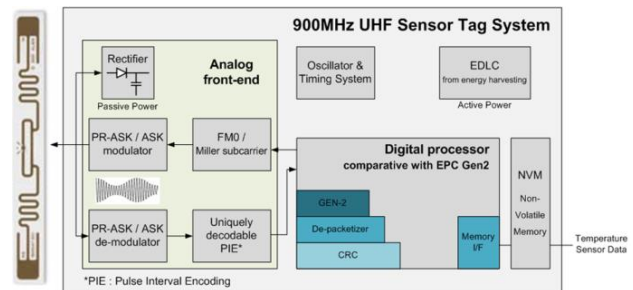 900MHz UHF Sensor Tag System
Rectifier
Passive Power
Analog
front-end
Oscillator &
Timing System
EDLC
from energy harvesting
Active Power
PR-ASK / ASK
modulator
FM0 /
Miller subcarrier
Digital processor
comparative with EPC Gen2
GEN-2
De-packetizer
CRC
Memory
I/F
NVM
Non-
Volatile
Memory
Temperature
Sensor Data
PR-ASK / ASK
de-modulator
Uniquely
decodable
PIE*
*PIE : Pulse Interval Encoding